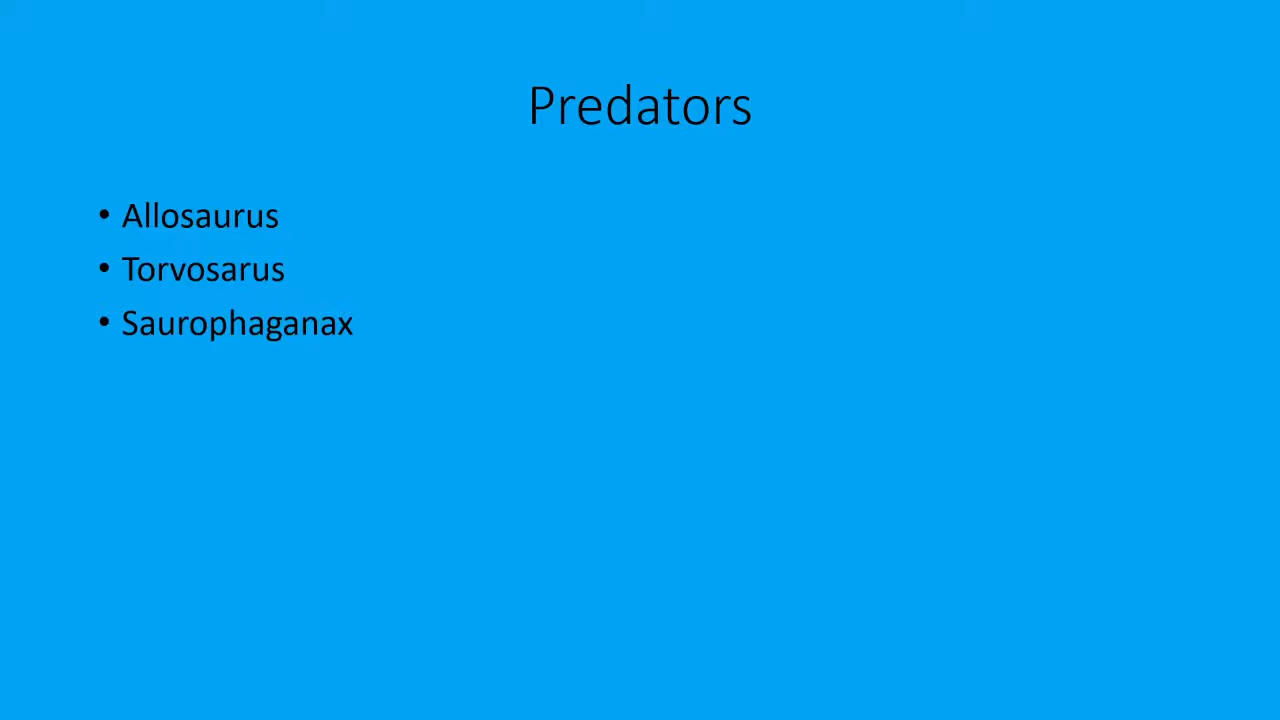 Predators
• Allosaurus
• Torvosarus
• Saurophaganax